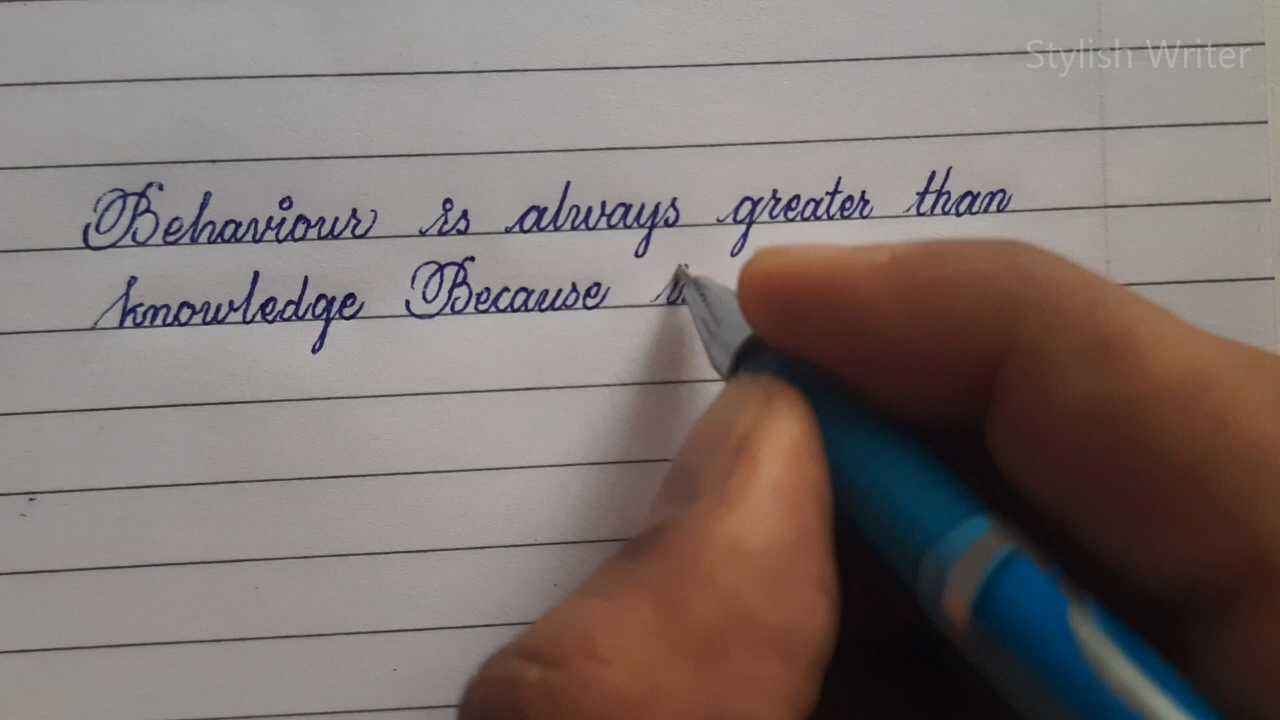 Stylish Writer
Behaviour is always greater than
knowledge Because